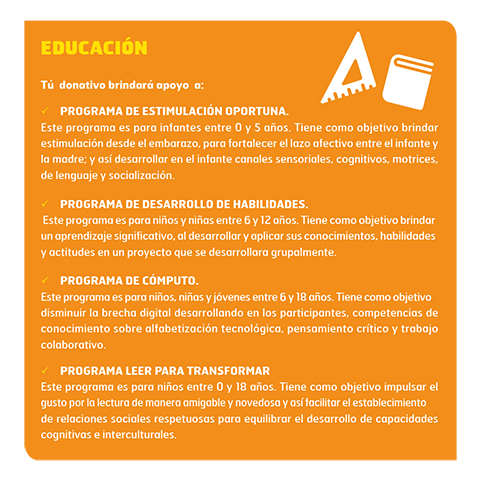 EDUCACIÓN
Tú donativo brindará apoyo a:
✓ PROGRAMA DE ESTIMULACIÓN OPORTUNA.
Este programa es para infantes entre 0 y 5 años. Tiene como objetivo brindar
estimulación desde el embarazo, para fortalecer el lazo afectivo entre el infante y
la madre; y así desarrollar en el infante canales sensoriales, cognitivos, motrices,
de lenguaje y socialización.
✓ PROGRAMA DE DESARROLLO DE HABILIDADES.
Este programa es para niños y niñas entre 6 y 12 años. Tiene como objetivo brindar
un aprendizaje significativo, al desarrollar y aplicar sus conocimientos, habilidades
y actitudes en un proyecto que se desarrollara grupalmente.
✓ PROGRAMA DE CÓMPUTO.
Este programa es para niños, niñas y jóvenes entre 6 y 18 años. Tiene como objetivo
disminuir la brecha digital desarrollando en los participantes, competencias de
conocimiento sobre alfabetización tecnológica, pensamiento crítico y trabajo
colaborativo.
✓ PROGRAMA LEER PARA TRANSFORMAR
Este programa es para niños entre 0 y 18 años. Tiene como objetivo impulsar el
gusto por la lectura de manera amigable y novedosa y así facilitar el establecimiento
de relaciones sociales respetuosas para equilibrar el desarrollo de capacidades
cognitivas e interculturales.